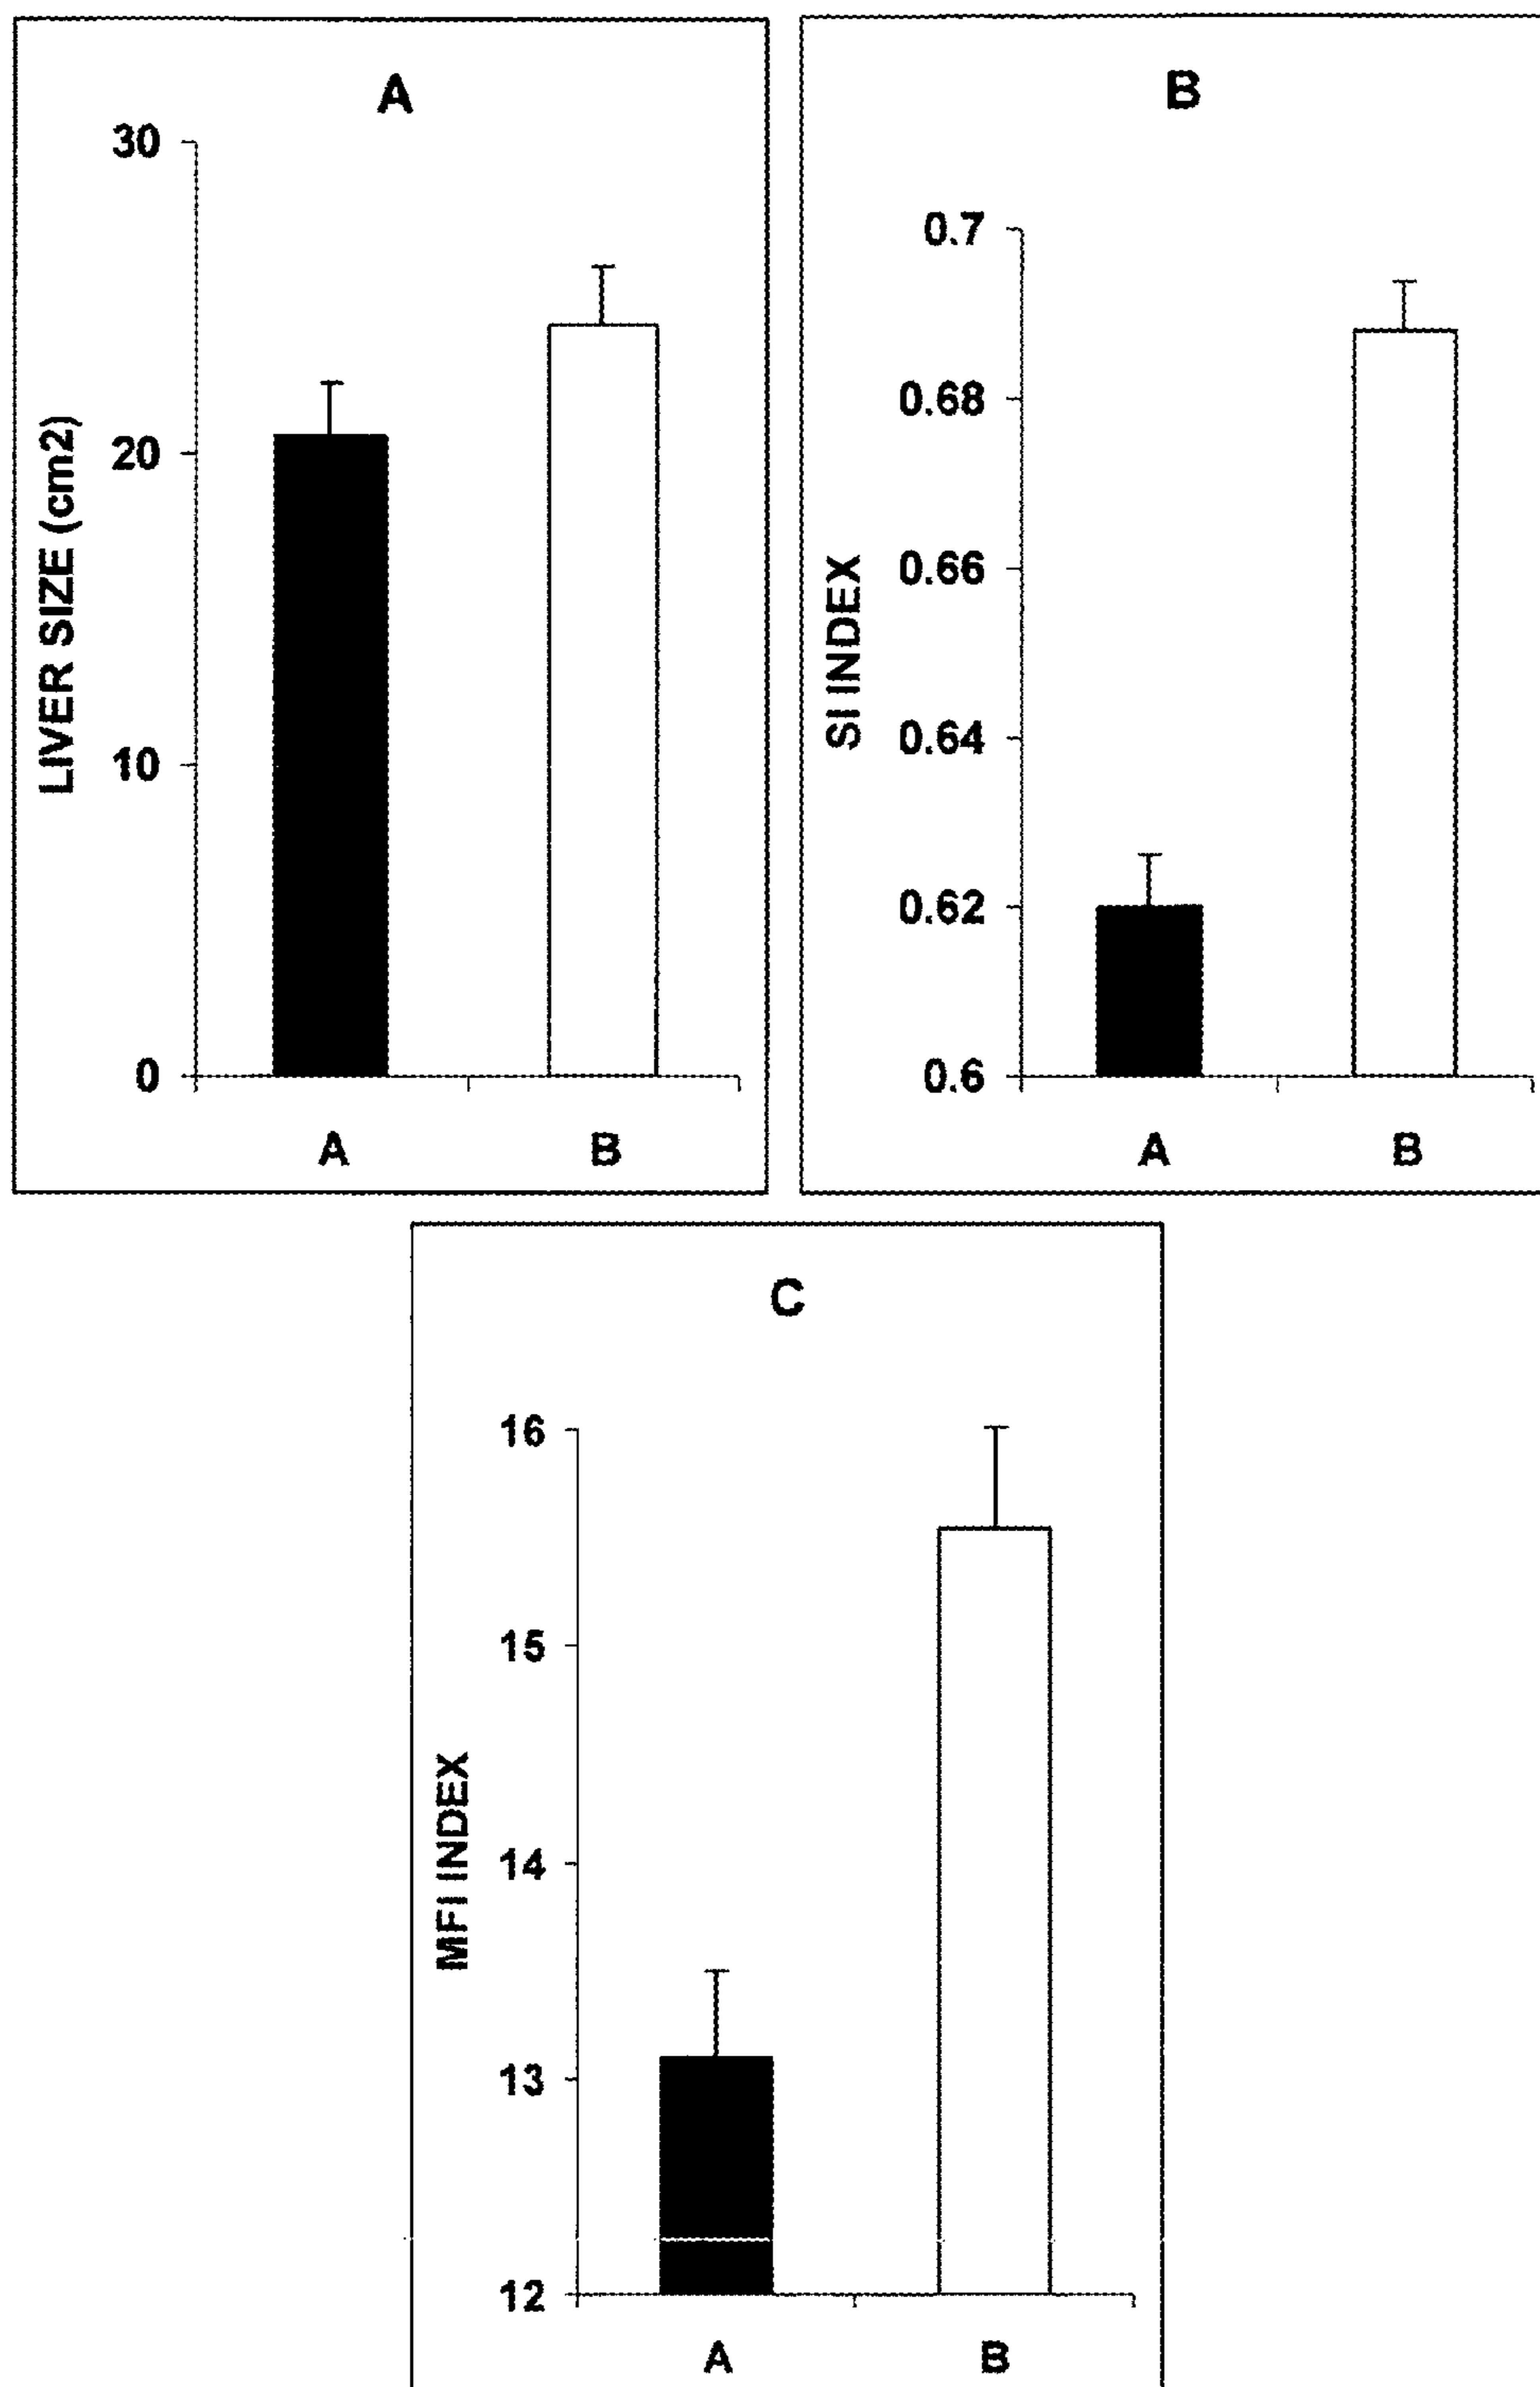 A
30
20
10
0
LIVER SIZE (cm2)
A B
B
0.7
0.68
0.66
0.64
0.62
0.6
SI INDEX
A B
C
16
15
14
13
12
MFI INDEX
A B